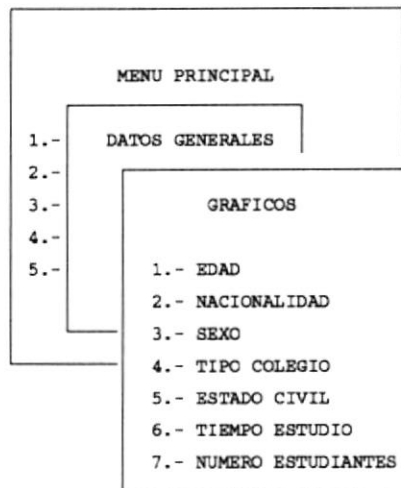 MENU PRINCIPAL
1.- DATOS GENERALES
2.-
3.- GRAFICOS
4.-
5.- 1.- EDAD
2.- NACIONALIDAD
3.- SEXO
4.- TIPO COLEGIO
5.- ESTADO CIVIL
6.- TIEMPO ESTUDIO
7.- NUMERO ESTUDIANTES